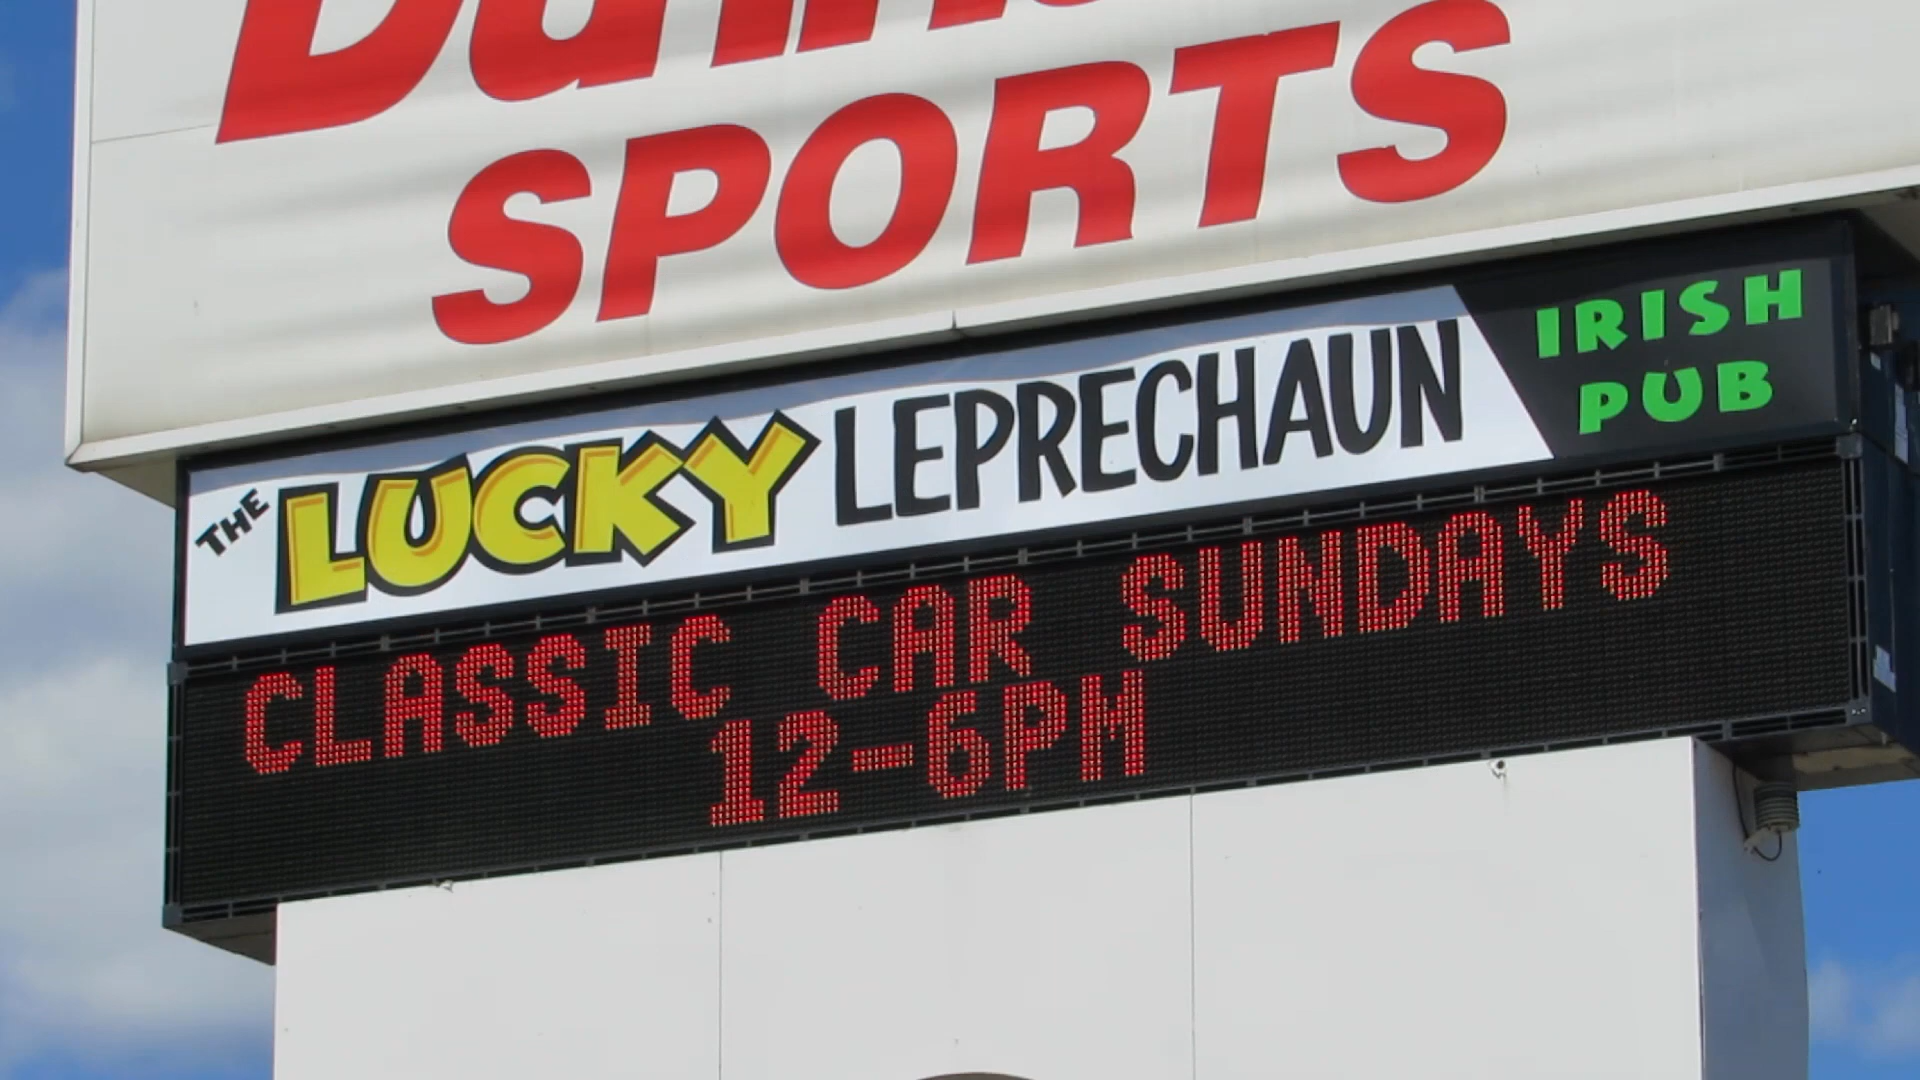 SPORTS
THE LUCKY LEPRECHAUN
IRISH
PUB
CLASSIC CAR SUNDAYS
12-6PM